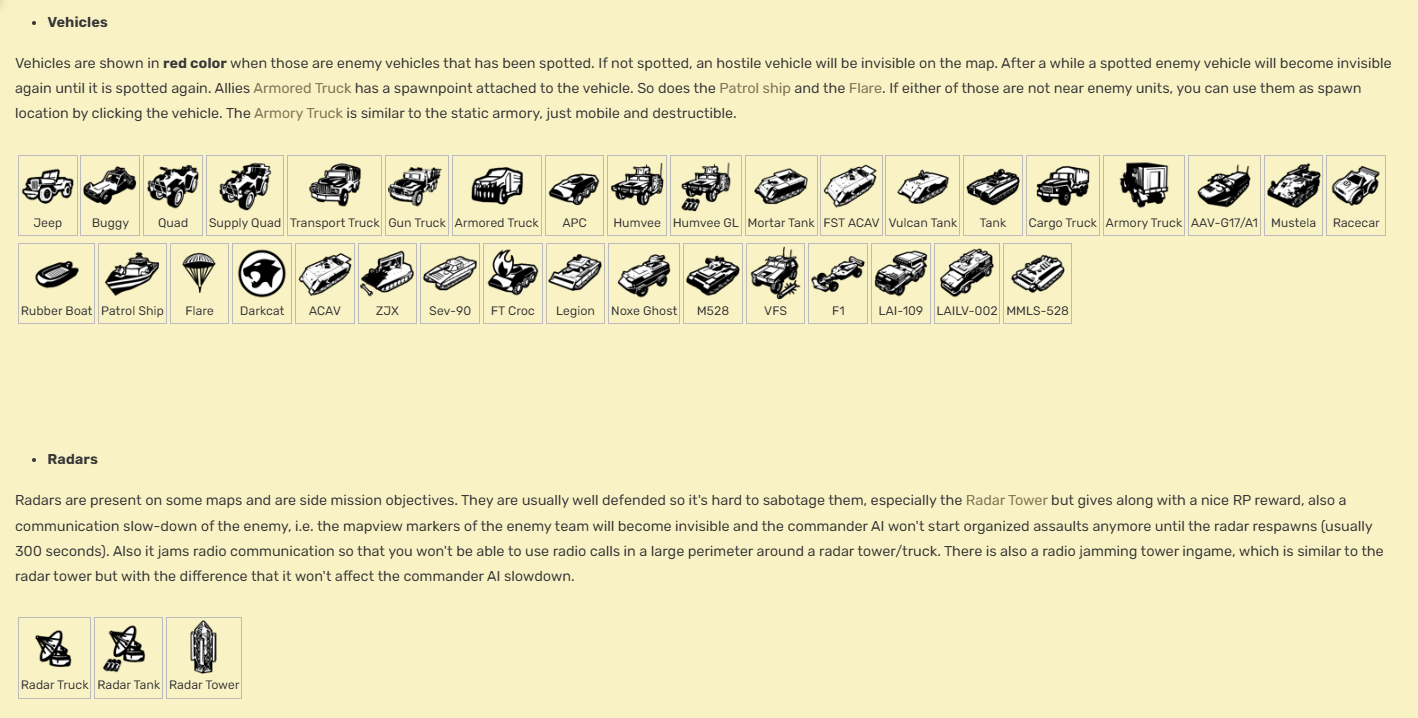 • Vehicles
Vehicles are shown in red color when those are enemy vehicles that has been spotted. If not spotted, an hostile vehicle will be invisible on the map. After a while a spotted enemy vehicle will become invisible
again until it is spotted again. Allies Armored Truck has a spawnpoint attached to the vehicle. So does the Patrol ship and the Flare. If either of those are not near enemy units, you can use them as spawn
location by clicking the vehicle. The Armory Truck is similar to the static armory, just mobile and destructible.
Jeep Buggy Quad Supply Quad Transport Truck Gun Truck Armored Truck APC Humvee Humvee GL Mortar Tank FST ACAV Vulcan Tank Tank Cargo Truck Armory Truck AAV-G17/A1 Mustela Racecar
Rubber Boat Patrol Ship Flare Darkcat ACAV ZJX Sev-90 FT Croc Legion Noxe Ghost M528 VFS F1 LAI-109 LAILV-002 MMLS-528
• Radars
Radars are present on some maps and are side mission objectives. They are usually well defended so it's hard to sabotage them, especially the Radar Tower but gives along with a nice RP reward, also a
communication slow-down of the enemy, i.e. the mapview markers of the enemy team will become invisible and the commander AI won't start organized assaults anymore until the radar respawns (usually
300 seconds). Also it jams radio communication so that you won't be able to use radio calls in a large perimeter around a radar tower/truck. There is also a radio jamming tower ingame, which is similar to the
radar tower but with the difference that it won't affect the commander AI slowdown.
Radar Truck Radar Tank Radar Tower